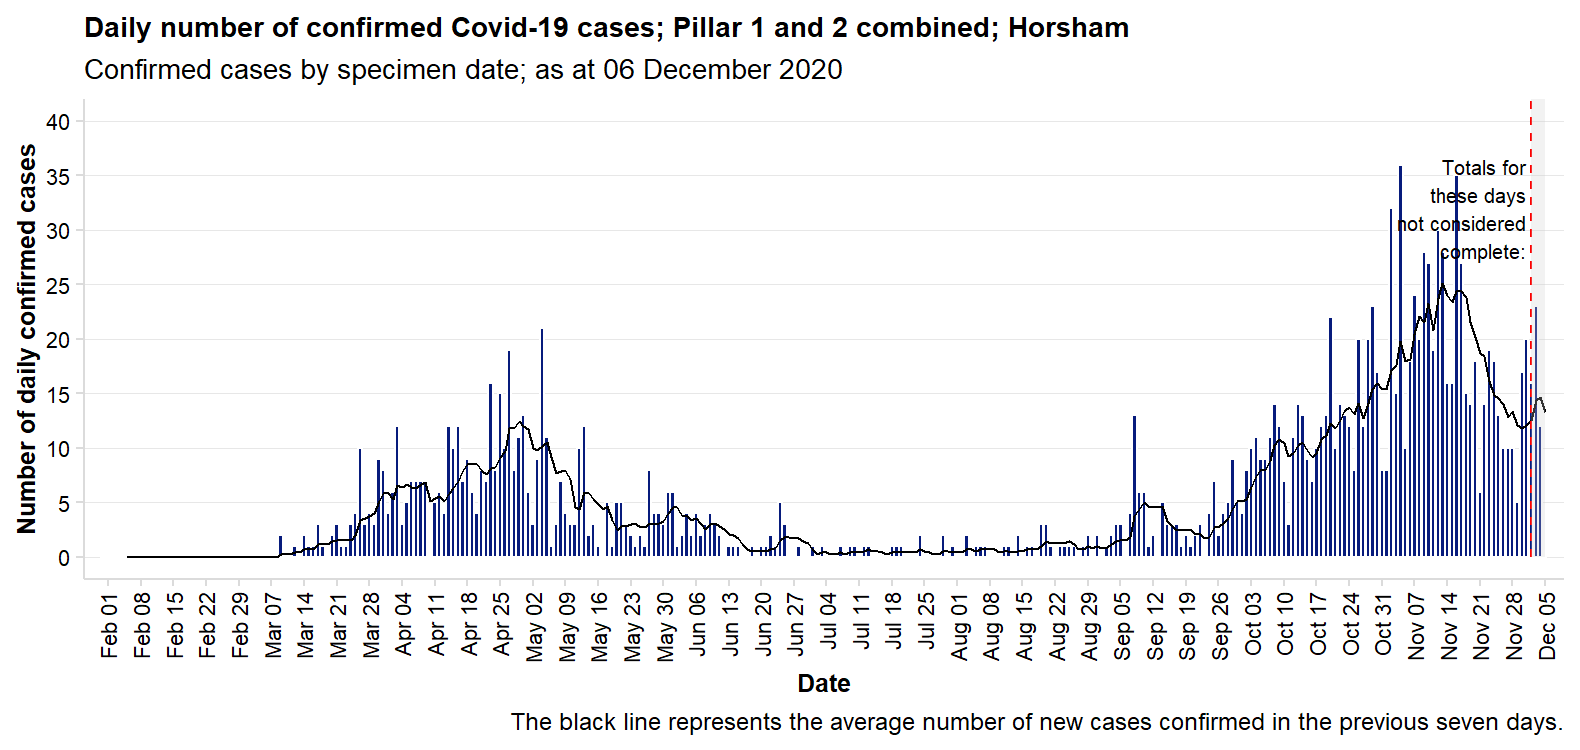 Daily number of confirmed Covid-19 cases; Pillar 1 and 2 combined; Horsham
Confirmed cases by specimen date; as at 06 December 2020
Number of daily confirmed cases
40
35
30
25
20
15
10
5
0
Totals for
these days
not considered
complete:
Feb 01
Feb 08
Feb 15
Feb 22
Feb 29
Mar 07
Mar 14
Mar 21
Mar 28
Apr 04
Apr 11
Apr 18
Apr 25
May 02
May 09
May 16
May 23
May 30
Jun 06
Jun 13
Jun 20
Jun 27
Jul 04
Jul 11
Jul 18
Jul 25
Aug 01
Aug 08
Aug 15
Aug 22
Aug 29
Sep 05
Sep 12
Sep 19
Sep 26
Oct 03
Oct 10
Oct 17
Oct 24
Oct 31
Nov 07
Nov 14
Nov 21
Nov 28
Dec 05
Date
The black line represents the average number of new cases confirmed in the previous seven days.